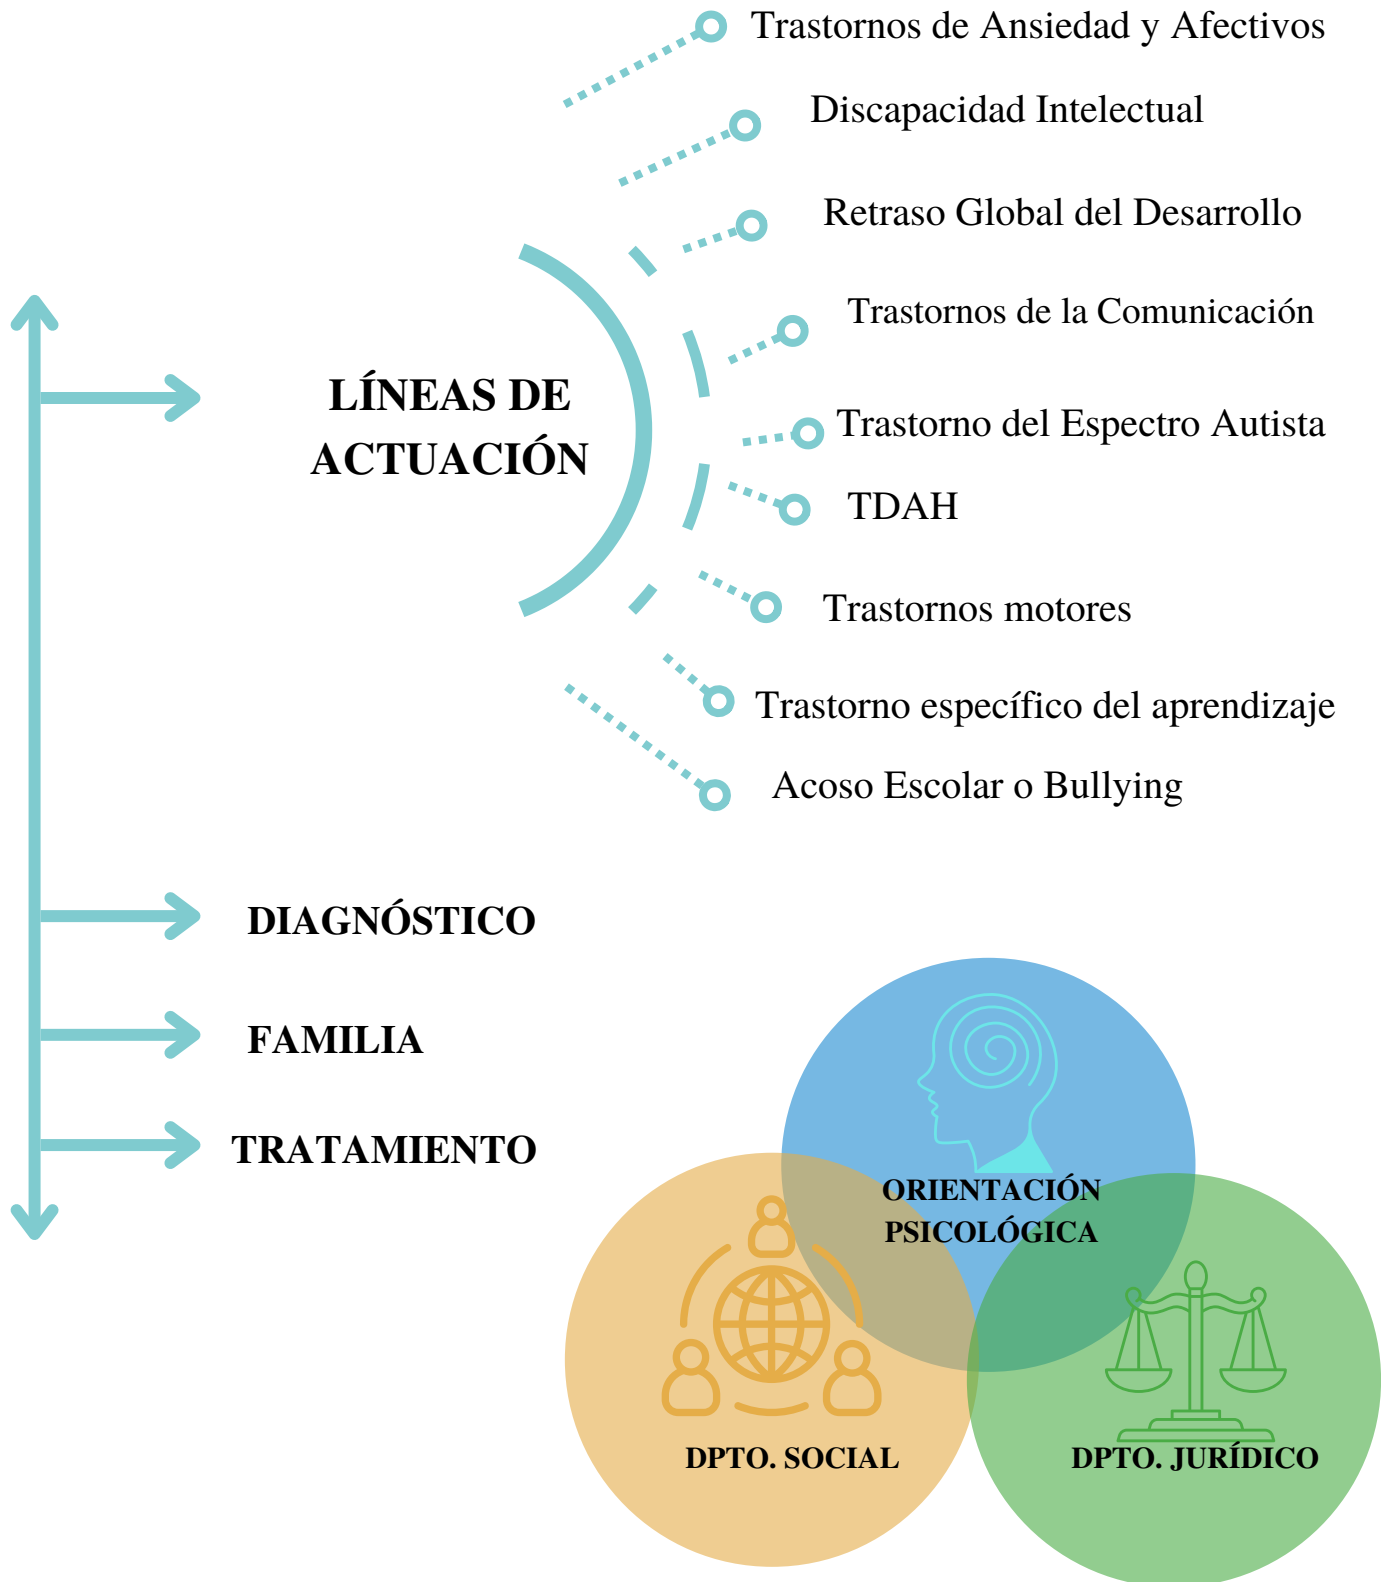 Trastornos de Ansiedad y Afectivos
Discapacidad Intelectual
Retraso Global del Desarrollo
Trastornos de la Comunicación
LÍNEAS DE
ACTUACIÓN
Trastorno del Espectro Autista
TDAH
Trastornos motores
Trastorno específico del aprendizaje
Acoso Escolar o Bullying
DIAGNÓSTICO
FAMILIA
TRATAMIENTO
ORIENTACIÓN
PSICOLÓGICA
DPTO. SOCIAL
DPTO. JURÍDICO